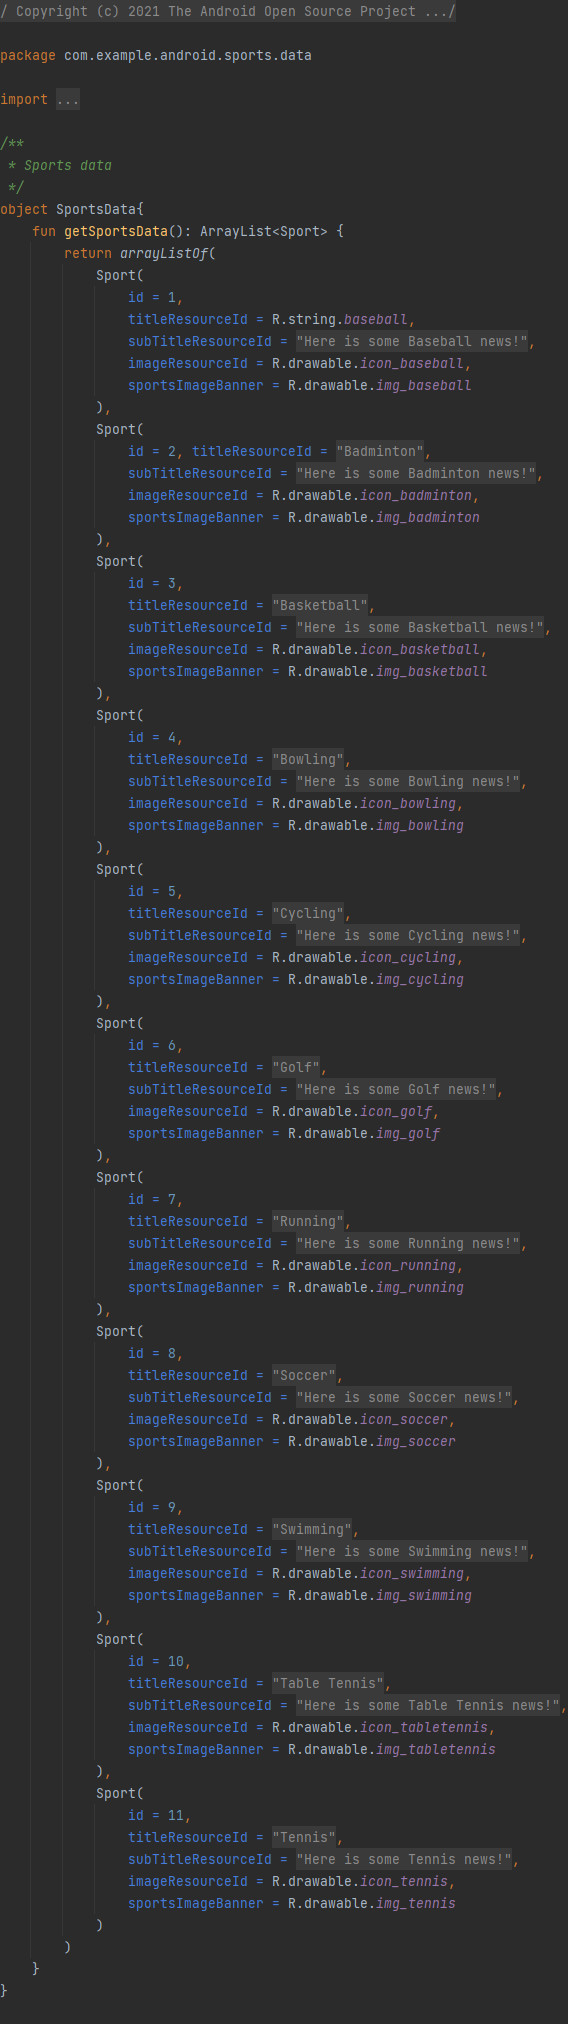 / Copyright (c) 2021 The Android Open Source Project .../
package com.example.android.sports.data
import ...
/**
 * Sports data
 */
object SportsData{
    fun getSportsData(): ArrayList<Sport> {
        return arrayListOf(
            Sport(
                id = 1,
                titleResourceId = R.string.baseball,
                subTitleResourceId = "Here is some Baseball news!",
                imageResourceId = R.drawable.icon_baseball,
                sportsImageBanner = R.drawable.img_baseball
            ),
            Sport(
                id = 2, titleResourceId = "Badminton",
                subTitleResourceId = "Here is some Badminton news!",
                imageResourceId = R.drawable.icon_badminton,
                sportsImageBanner = R.drawable.img_badminton
            ),
            Sport(
                id = 3,
                titleResourceId = "Basketball",
                subTitleResourceId = "Here is some Basketball news!",
                imageResourceId = R.drawable.icon_basketball,
                sportsImageBanner = R.drawable.img_basketball
            ),
            Sport(
                id = 4,
                titleResourceId = "Bowling",
                subTitleResourceId = "Here is some Bowling news!",
                imageResourceId = R.drawable.icon_bowling,
                sportsImageBanner = R.drawable.img_bowling
            ),
            Sport(
                id = 5,
                titleResourceId = "Cycling",
                subTitleResourceId = "Here is some Cycling news!",
                imageResourceId = R.drawable.icon_cycling,
                sportsImageBanner = R.drawable.img_cycling
            ),
            Sport(
                id = 6,
                titleResourceId = "Golf",
                subTitleResourceId = "Here is some Golf news!",
                imageResourceId = R.drawable.icon_golf,
                sportsImageBanner = R.drawable.img_golf
            ),
            Sport(
                id = 7,
                titleResourceId = "Running",
                subTitleResourceId = "Here is some Running news!",
                imageResourceId = R.drawable.icon_running,
                sportsImageBanner = R.drawable.img_running
            ),
            Sport(
                id = 8,
                titleResourceId = "Soccer",
                subTitleResourceId = "Here is some Soccer news!",
                imageResourceId = R.drawable.icon_soccer,
                sportsImageBanner = R.drawable.img_soccer
            ),
            Sport(
                id = 9,
                titleResourceId = "Swimming",
                subTitleResourceId = "Here is some Swimming news!",
                imageResourceId = R.drawable.icon_swimming,
                sportsImageBanner = R.drawable.img_swimming
            ),
            Sport(
                id = 10,
                titleResourceId = "Table Tennis",
                subTitleResourceId = "Here is some Table Tennis news!",
                imageResourceId = R.drawable.icon_tabletennis,
                sportsImageBanner = R.drawable.img_tabletennis
            ),
            Sport(
                id = 11,
                titleResourceId = "Tennis",
                subTitleResourceId = "Here is some Tennis news!",
                imageResourceId = R.drawable.icon_tennis,
                sportsImageBanner = R.drawable.img_tennis
            )
        )
    }
}